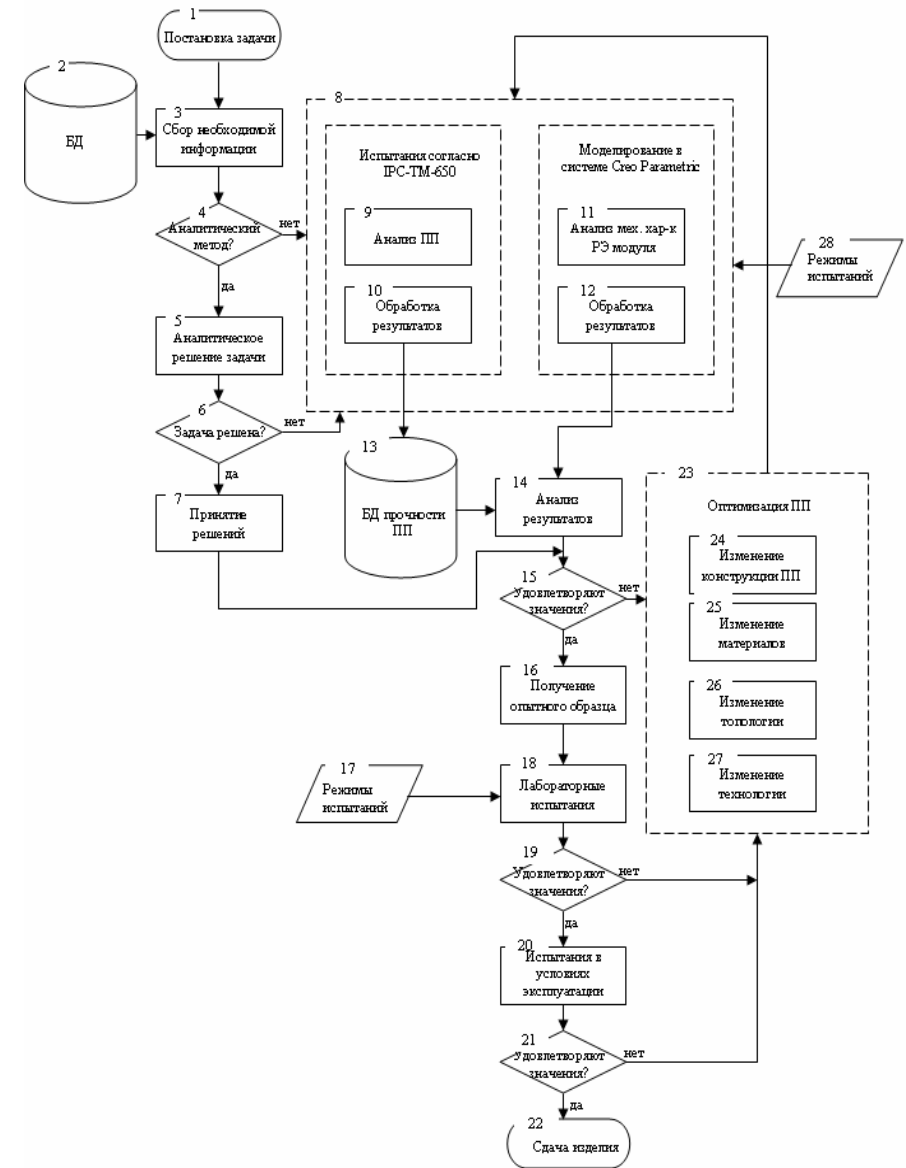 1
Постановка задачи
2
БД
3
Сбор необходимой
информации
4
Аналитический
метод?
нет
да
5
Аналитическое
решение задачи
6
Задача решена?
нет
да
7
Принятие
решений
8
Испытания согласно
IPC-TM-650
9
Анализ ПП
10
Обработка
результатов
Моделирование в
системе Creo Parametric
11
Анализ мех. хар-к
РЭ модуля
12
Обработка
результатов
28
Режимы
испытаний
13
БД прочности
ПП
14
Анализ
результатов
15
Удовлетворяют
значения?
нет
да
16
Получение
опытного образца
17
Режимы
испытаний
18
Лабораторные
испытания
19
Удовлетворяют
значения?
нет
да
20
Испытания в
условиях
эксплуатации
21
Удовлетворяют
значения?
нет
да
22
Сдача изделия
23
Оптимизация ПП
24
Изменение
конструкции ПП
25
Изменение
материалов
26
Изменение
топологии
27
Изменение
технологии